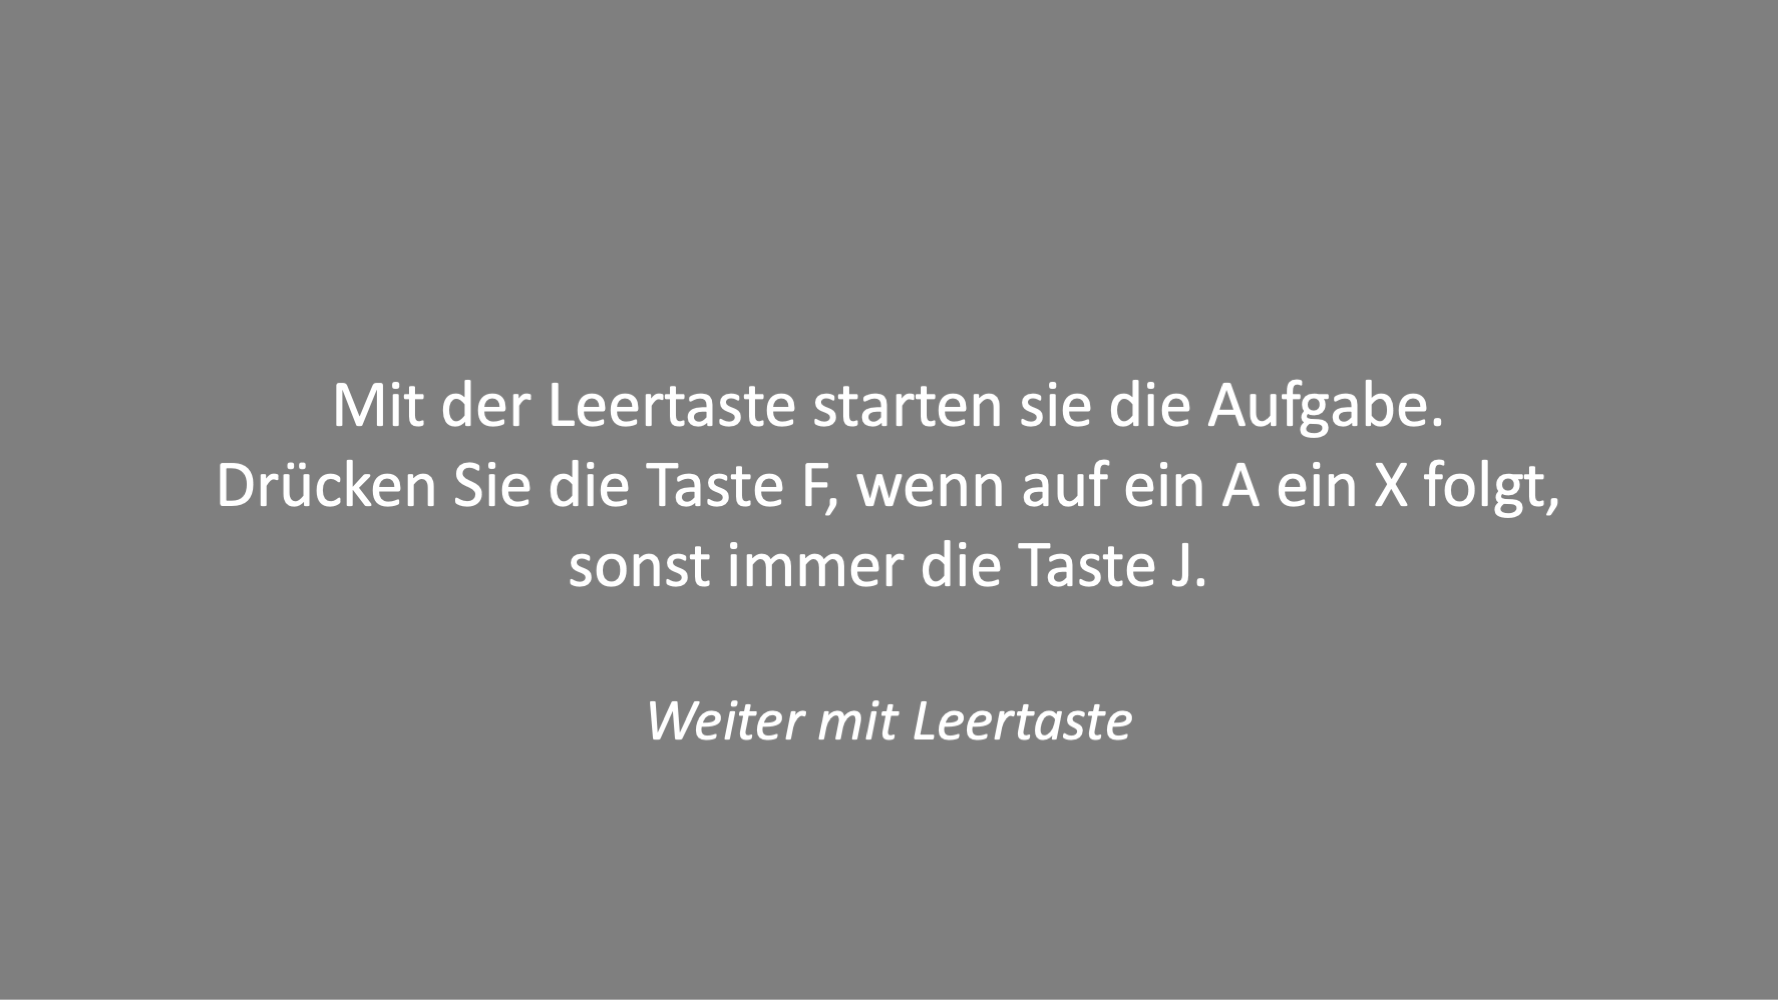 Mit der Leertaste starten sie die Aufgabe.
Drücken Sie die Taste F, wenn auf ein A ein X folgt,
sonst immer die Taste J.
Weiter mit Leertaste